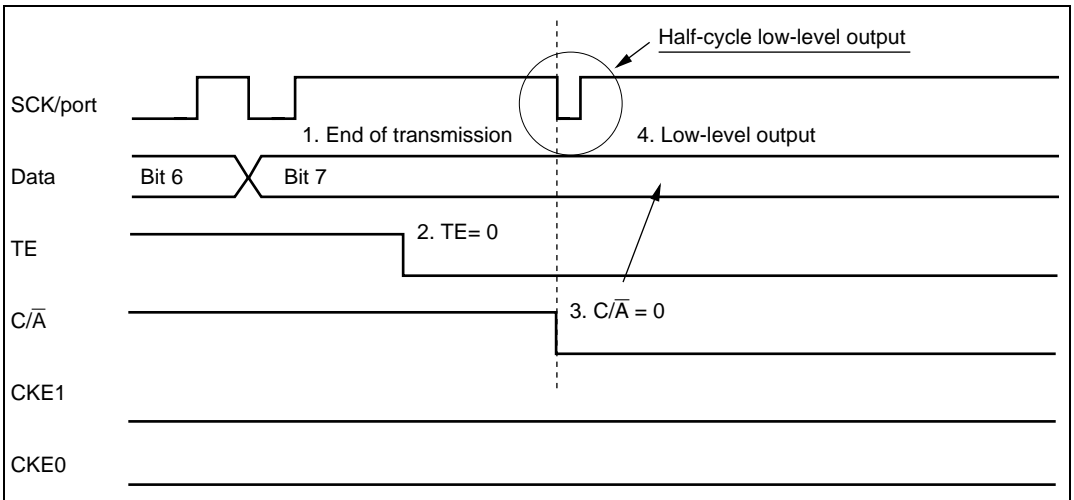 Half-cycle low-level output
SCK/port
1. End of transmission
4. Low-level output
Data
Bit 6
Bit 7
TE
2. TE= 0
C/A̅
3. C/A̅ = 0
CKE1
CKE0